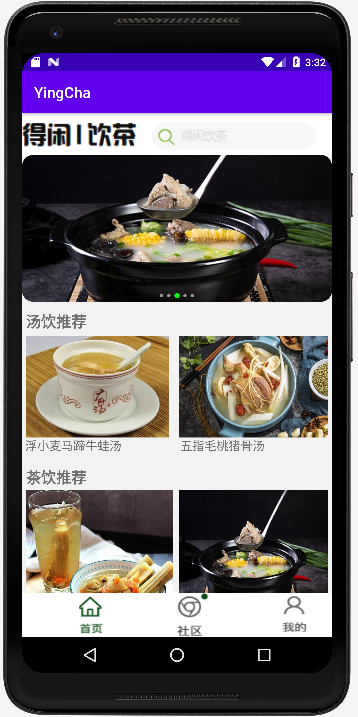 3:32
YingCha
得闲|饮茶
得闲饮茶
汤饮推荐
浮小麦马蹄牛蛙汤
五指毛桃猪骨汤
茶饮推荐
首页
社区
我的